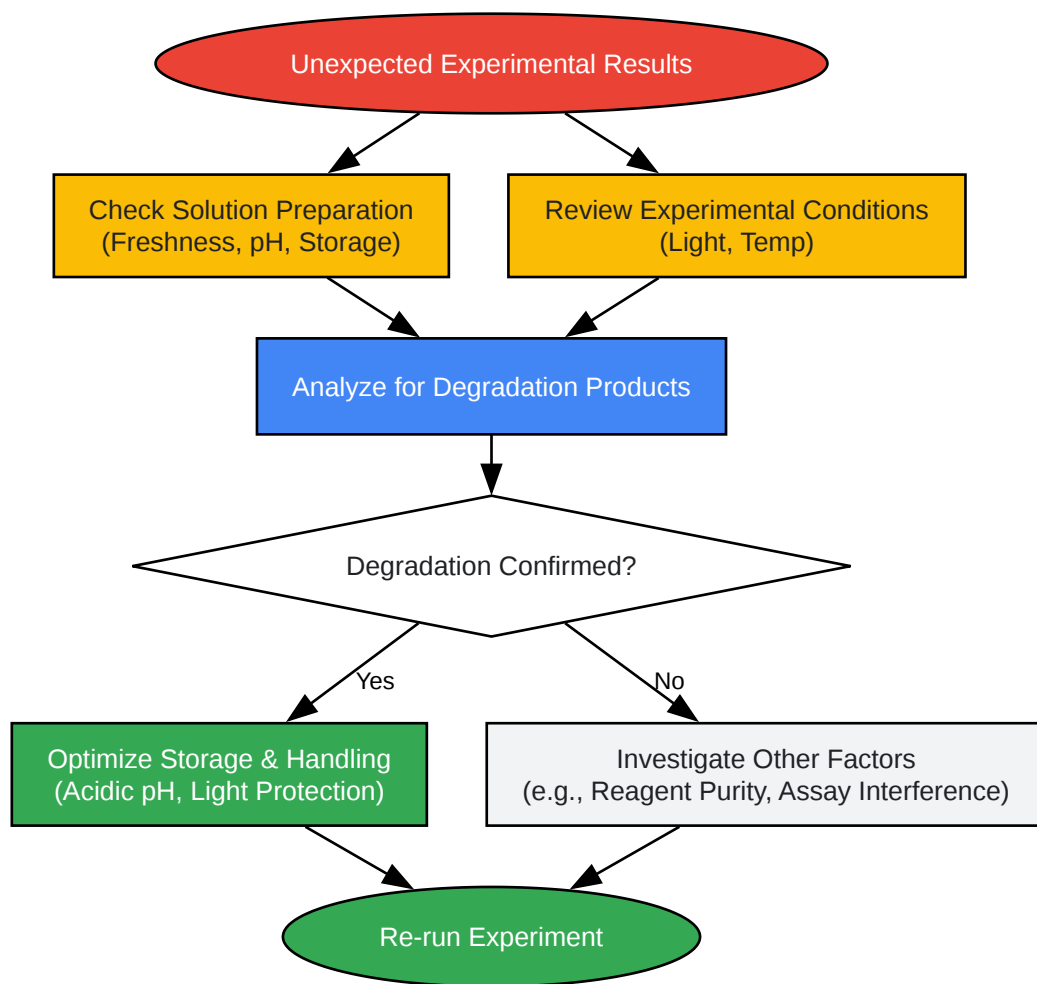 Unexpected Experimental Results
Check Solution Preparation
(Freshness, pH, Storage)
Review Experimental Conditions
(Light, Temp)
Analyze for Degradation Products
Degradation Confirmed?
Yes
No
Optimize Storage & Handling
(Acidic pH, Light Protection)
Investigate Other Factors
(e.g., Reagent Purity, Assay Interference)
Re-run Experiment